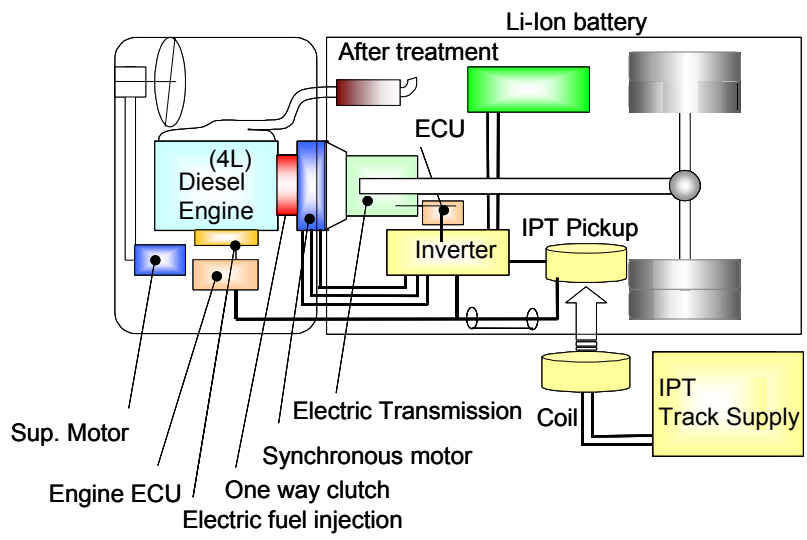 Li-Ion battery
After treatment
ECU
(4L)
Diesel
Engine
IPT Pickup
Inverter
IPT
Track Supply
Coil
Electric Transmission
Sup. Motor
Synchronous motor
Engine ECU
One way clutch
Electric fuel injection